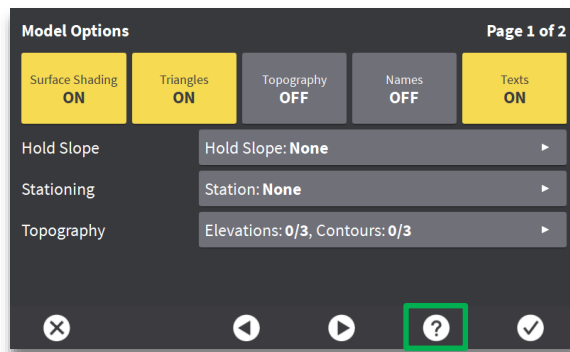 Model Options Page 1 of 2
Surface Shading Triangles Topography Names Texts
ON ON OFF OFF ON
Hold Slope Hold Slope: None
Stationing Station: None
Topography Elevations: 0/3, Contours: 0/3
?